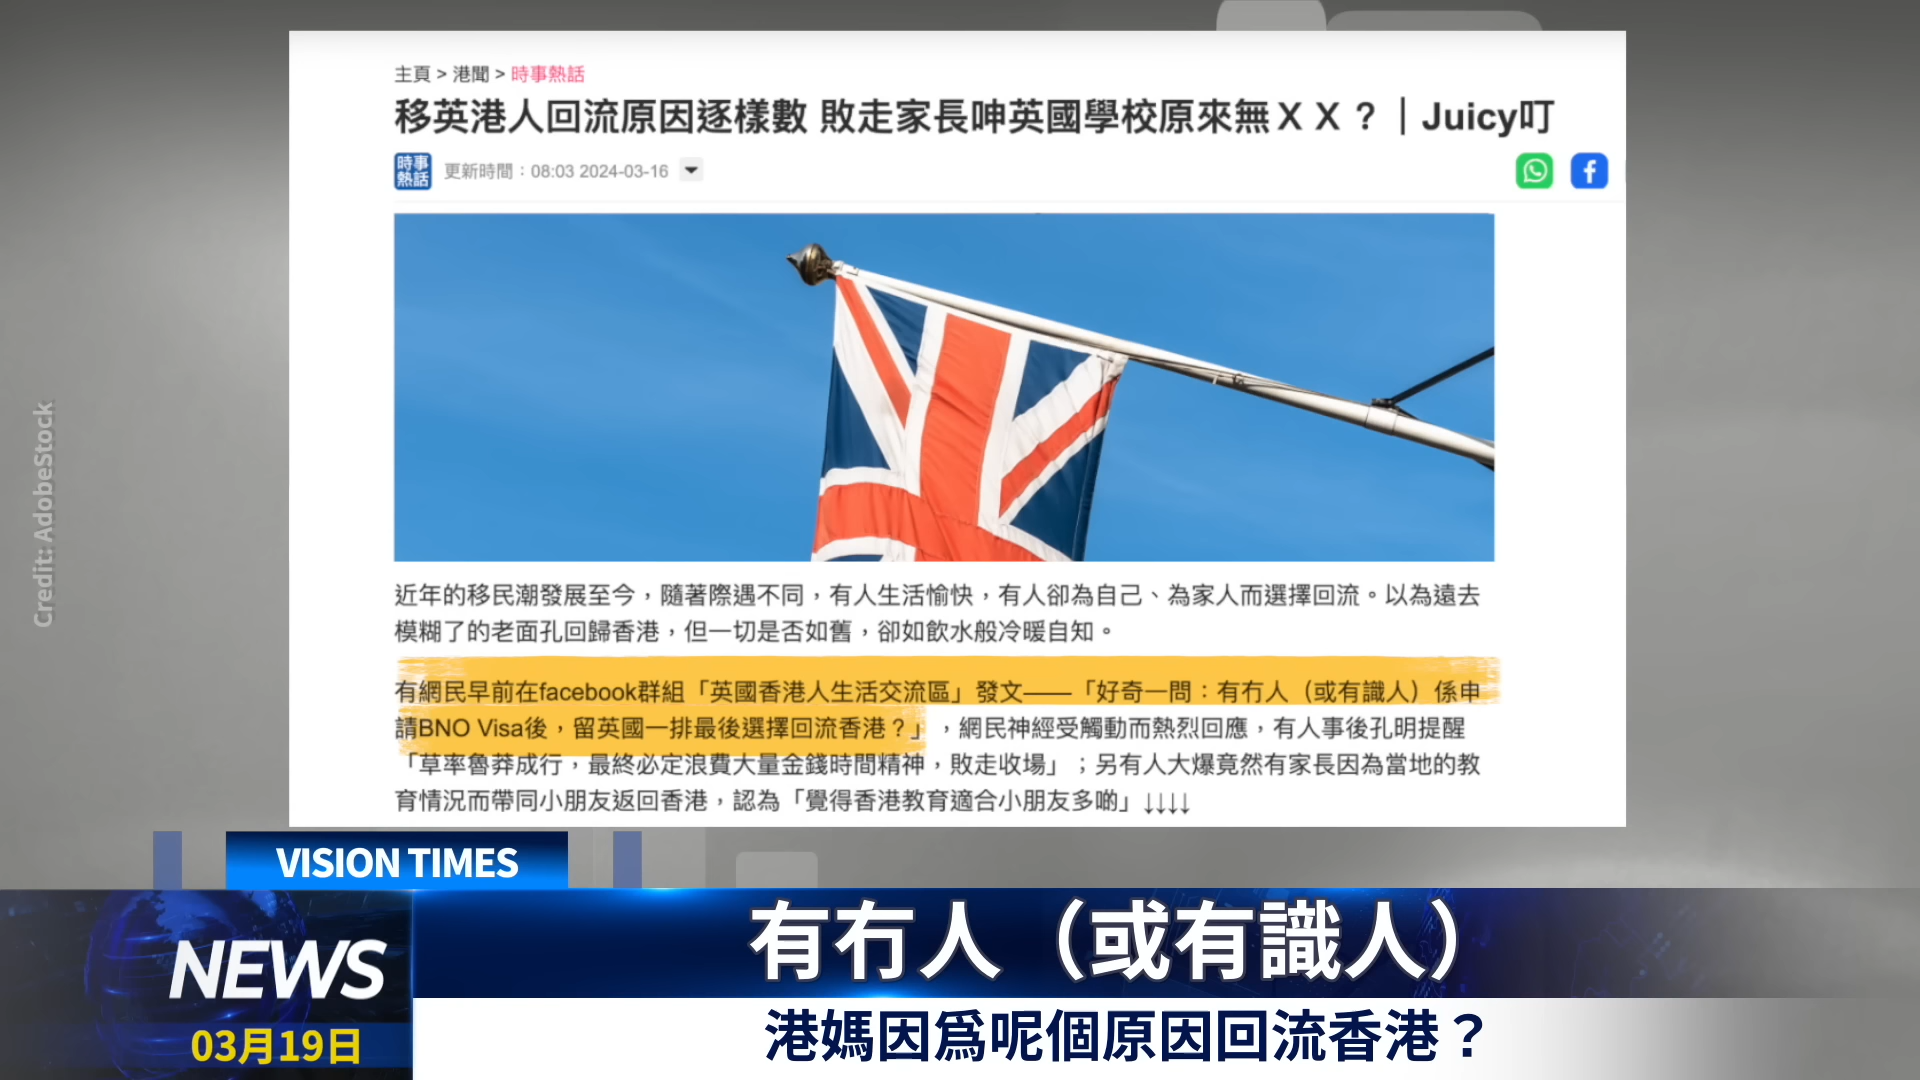 主頁 > 港聞 > 時事熱話
移英港人回流原因逐樣數 敗走家長呻英國學校原來無ＸＸ？｜Juicy叮
時事
熱話
更新時間：08:03 2024-03-16
Credit: AdobeStock
近年的移民潮發展至今，隨著際遇不同，有人生活愉快，有人卻為自己、為家人而選擇回流。以為遠去
模糊了的老面孔回歸香港，但一切是否如舊，卻如飲水般冷暖自知。
有網民早前在facebook群組「英國香港人生活交流區」發文——「好奇一問：有冇人（或有識人）係申
請BNO Visa後，留英國一排最後選擇回流香港？」，網民神經受觸動而熱烈回應，有人事後孔明提醒
「草率魯莽成行，最終必定浪費大量金錢時間精神，敗走收場」；另有人大爆竟然有家長因為當地的教
育情況而帶同小朋友返回香港，認為「覺得香港教育適合小朋友多啲」↓↓↓↓
VISION TIMES
NEWS
03月19日
有冇人（或有識人）
港媽因爲呢個原因回流香港？